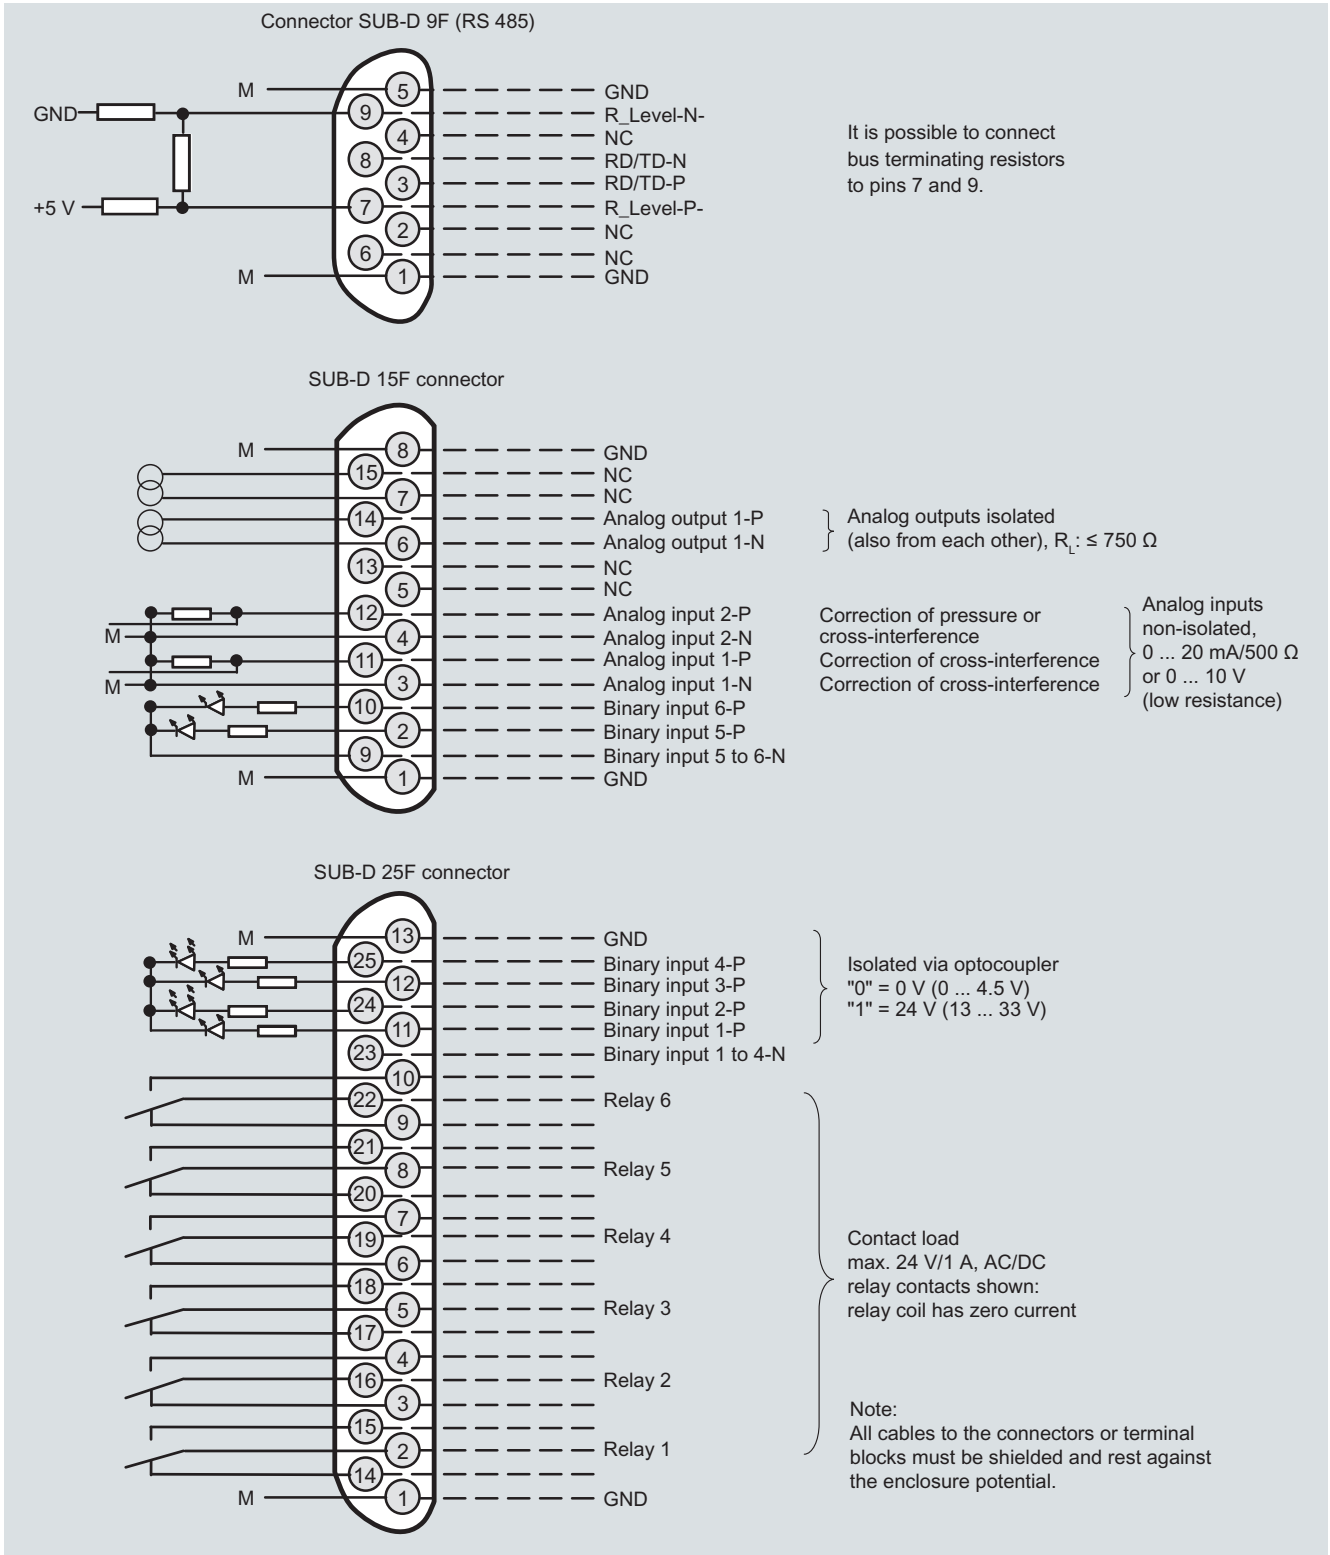 Connector SUB-D 9F (RS 485)
M 5 GND
GND 9 R_Level-N-
4 NC
8 RD/TD-N
3 RD/TD-P
+5 V 7 R_Level-P-
2 NC
6 NC
M 1 GND
It is possible to connect
bus terminating resistors
to pins 7 and 9.
SUB-D 15F connector
M 8 GND
15 NC
7 NC
14 Analog output 1-P
6 Analog output 1-N
Analog outputs isolated
(also from each other), RL: ≤ 750 Ω
13 NC
5 NC
12 Analog input 2-P
M 4 Analog input 2-N
11 Analog input 1-P
M 3 Analog input 1-N
Correction of pressure or
cross-interference
Correction of cross-interference
Correction of cross-interference
Analog inputs
non-isolated,
0 ... 20 mA/500 Ω
or 0 ... 10 V
(low resistance)
10 Binary input 6-P
2 Binary input 5-P
9 Binary input 5 to 6-N
M 1 GND
SUB-D 25F connector
M 13 GND
25 Binary input 4-P
12 Binary input 3-P
24 Binary input 2-P
11 Binary input 1-P
23 Binary input 1 to 4-N
Isolated via optocoupler
"0" = 0 V (0 ... 4.5 V)
"1" = 24 V (13 ... 33 V)
10
22 Relay 6
9
21
8 Relay 5
20
7
19 Relay 4
6
18
5 Relay 3
17
4
16 Relay 2
3
15
2 Relay 1
14
M 1 GND
Contact load
max. 24 V/1 A, AC/DC
relay contacts shown:
relay coil has zero current
Note:
All cables to the connectors or terminal
blocks must be shielded and rest against
the enclosure potential.